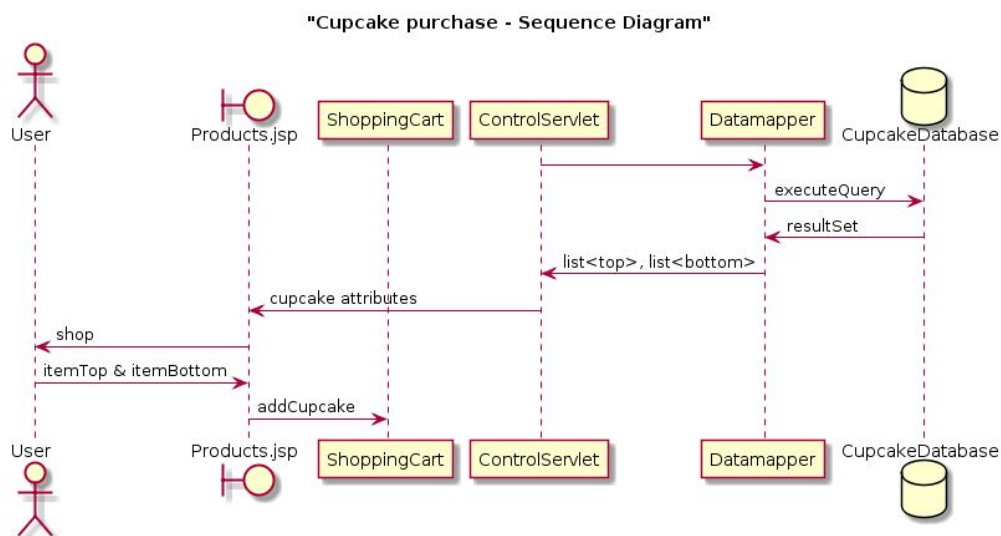 "Cupcake purchase - Sequence Diagram"
User
Products.jsp
ShoppingCart
ControlServlet
Datamapper
CupcakeDatabase
executeQuery
resultSet
list<top>, list<bottom>
cupcake attributes
shop
itemTop & itemBottom
addCupcake
User
Products.jsp
ShoppingCart
ControlServlet
Datamapper
CupcakeDatabase